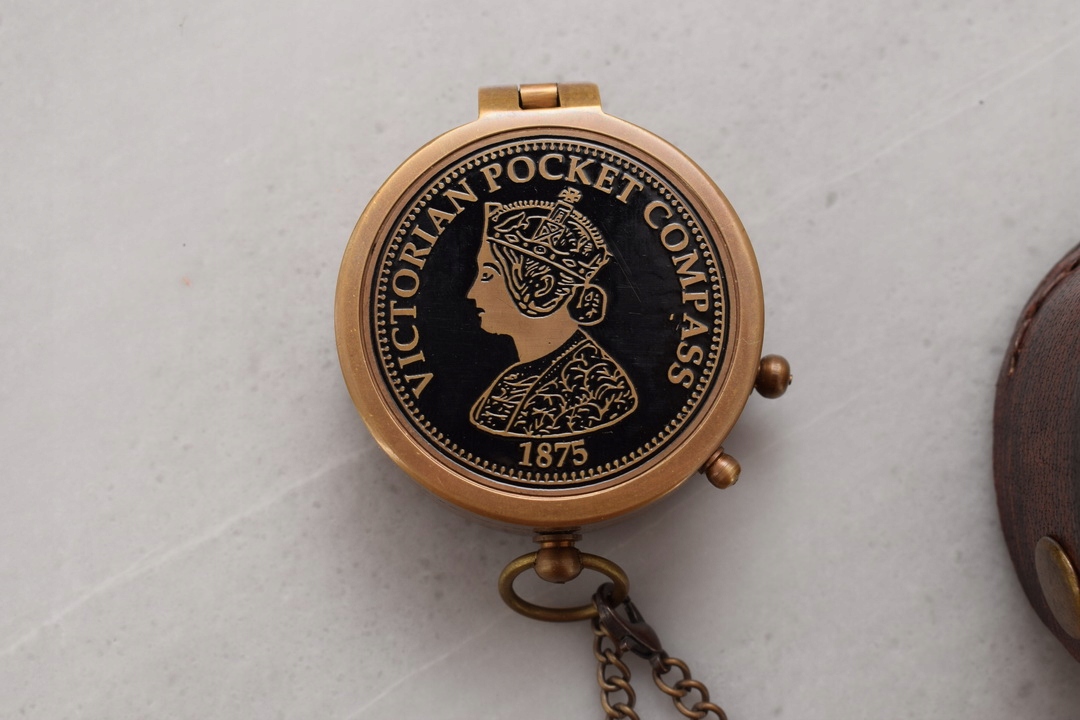 VICTORIAN POCKET COMPASS
1875